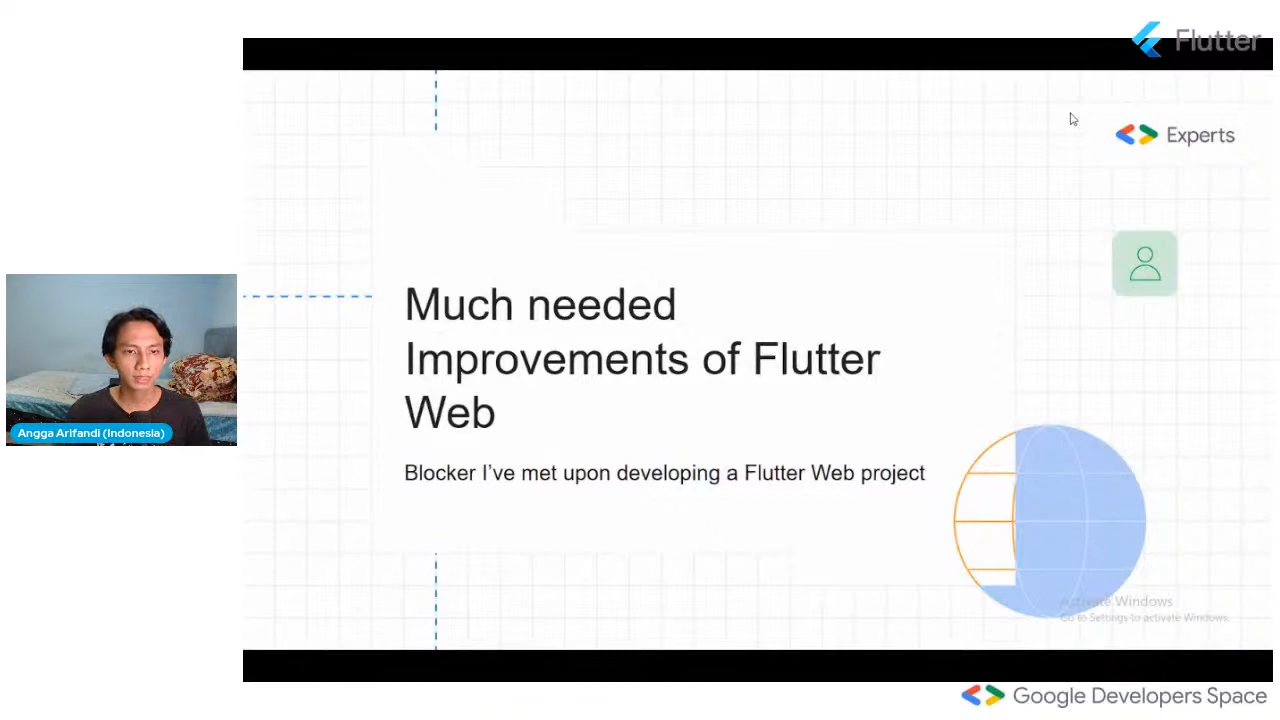 Flutter
Experts
Much needed
Improvements of Flutter
Web
Blocker I've met upon developing a Flutter Web project
Angga Arifandi (Indonesia)
Activate Windows
Go to Settings to activate Windows.
Google Developers Space